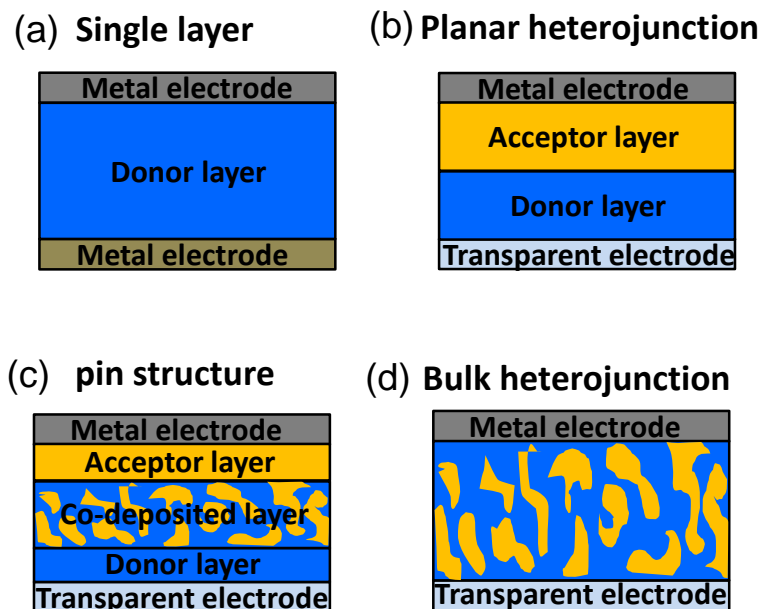 (a) Single layer
Metal electrode
Donor layer
Metal electrode
(b) Planar heterojunction
Metal electrode
Acceptor layer
Donor layer
Transparent electrode
(c) pin structure
Metal electrode
Acceptor layer
Co-deposited layer
Donor layer
Transparent electrode
(d) Bulk heterojunction
Metal electrode
Transparent electrode